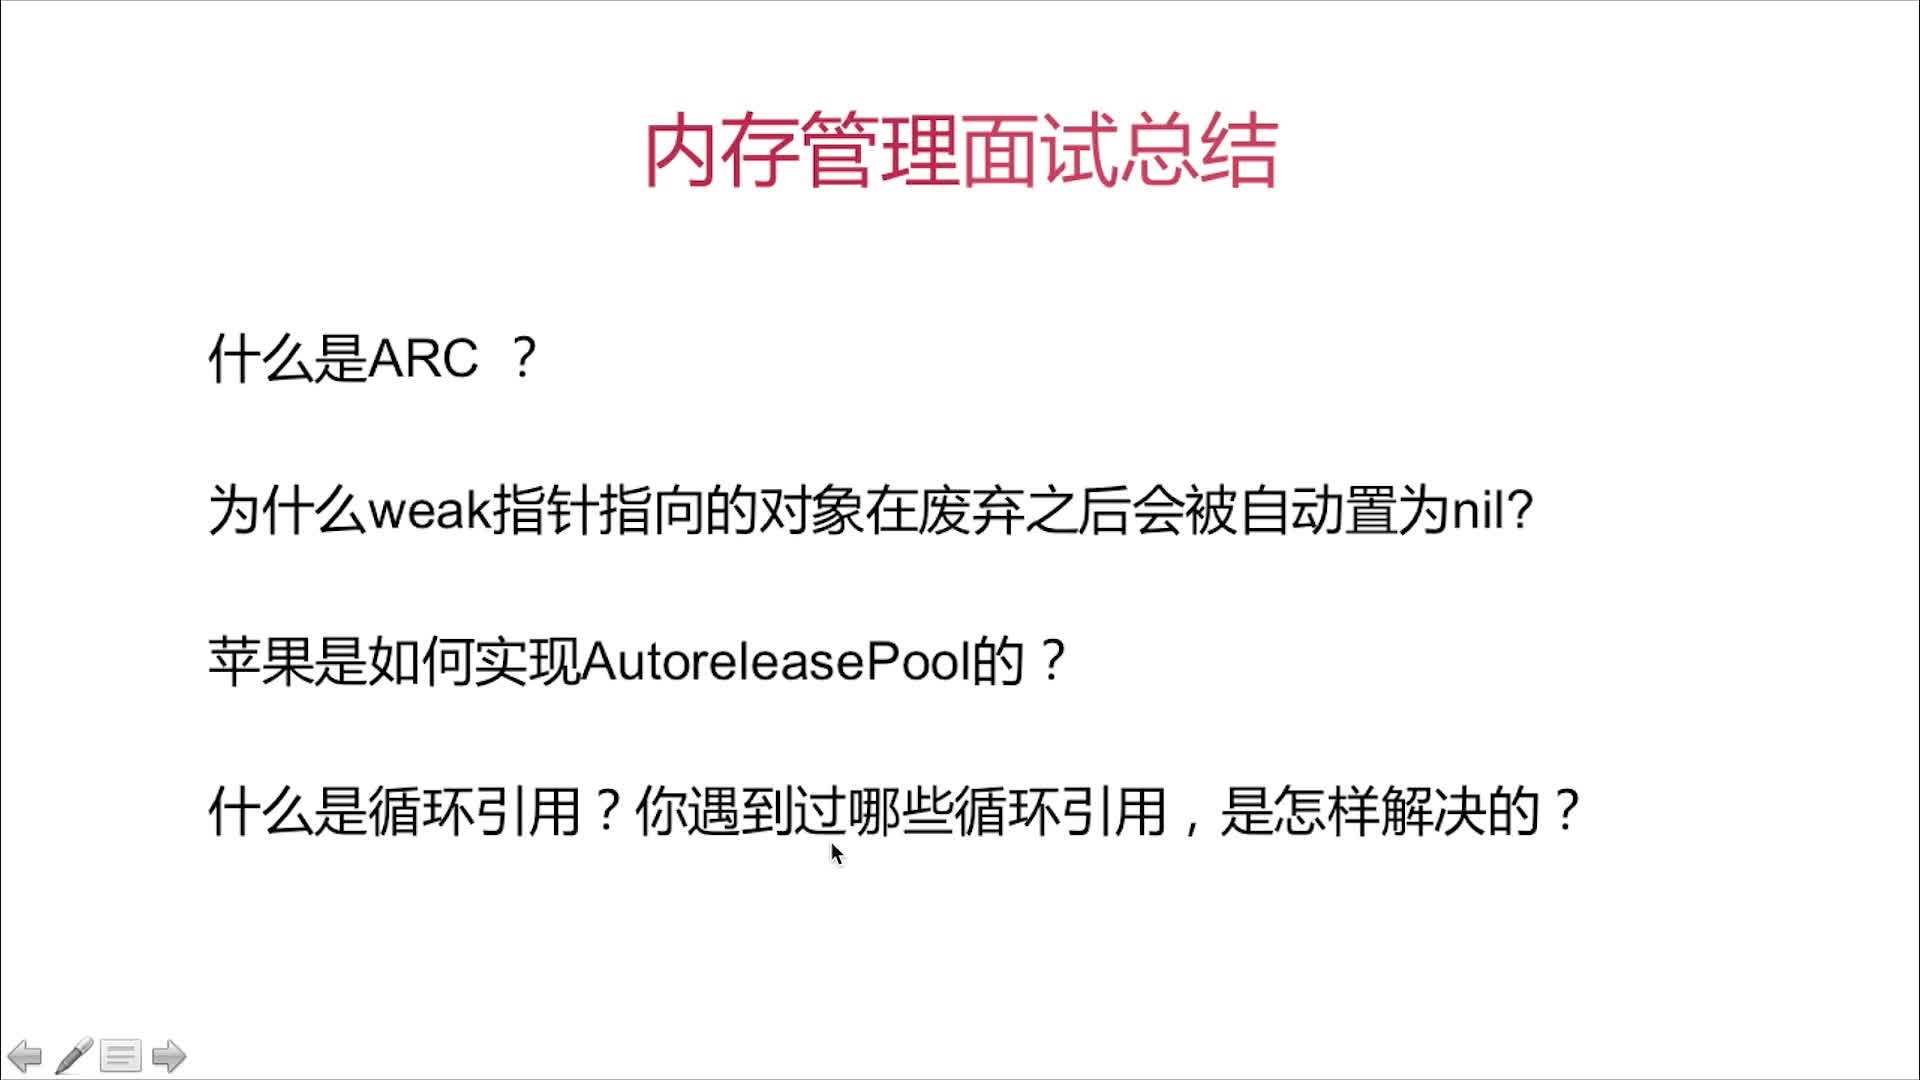 内存管理面试总结
什么是ARC ？
为什么weak指针指向的对象在废弃之后会被自动置为nil?
苹果是如何实现AutoreleasePool的？
什么是循环引用？你遇到过哪些循环引用，是怎样解决的？